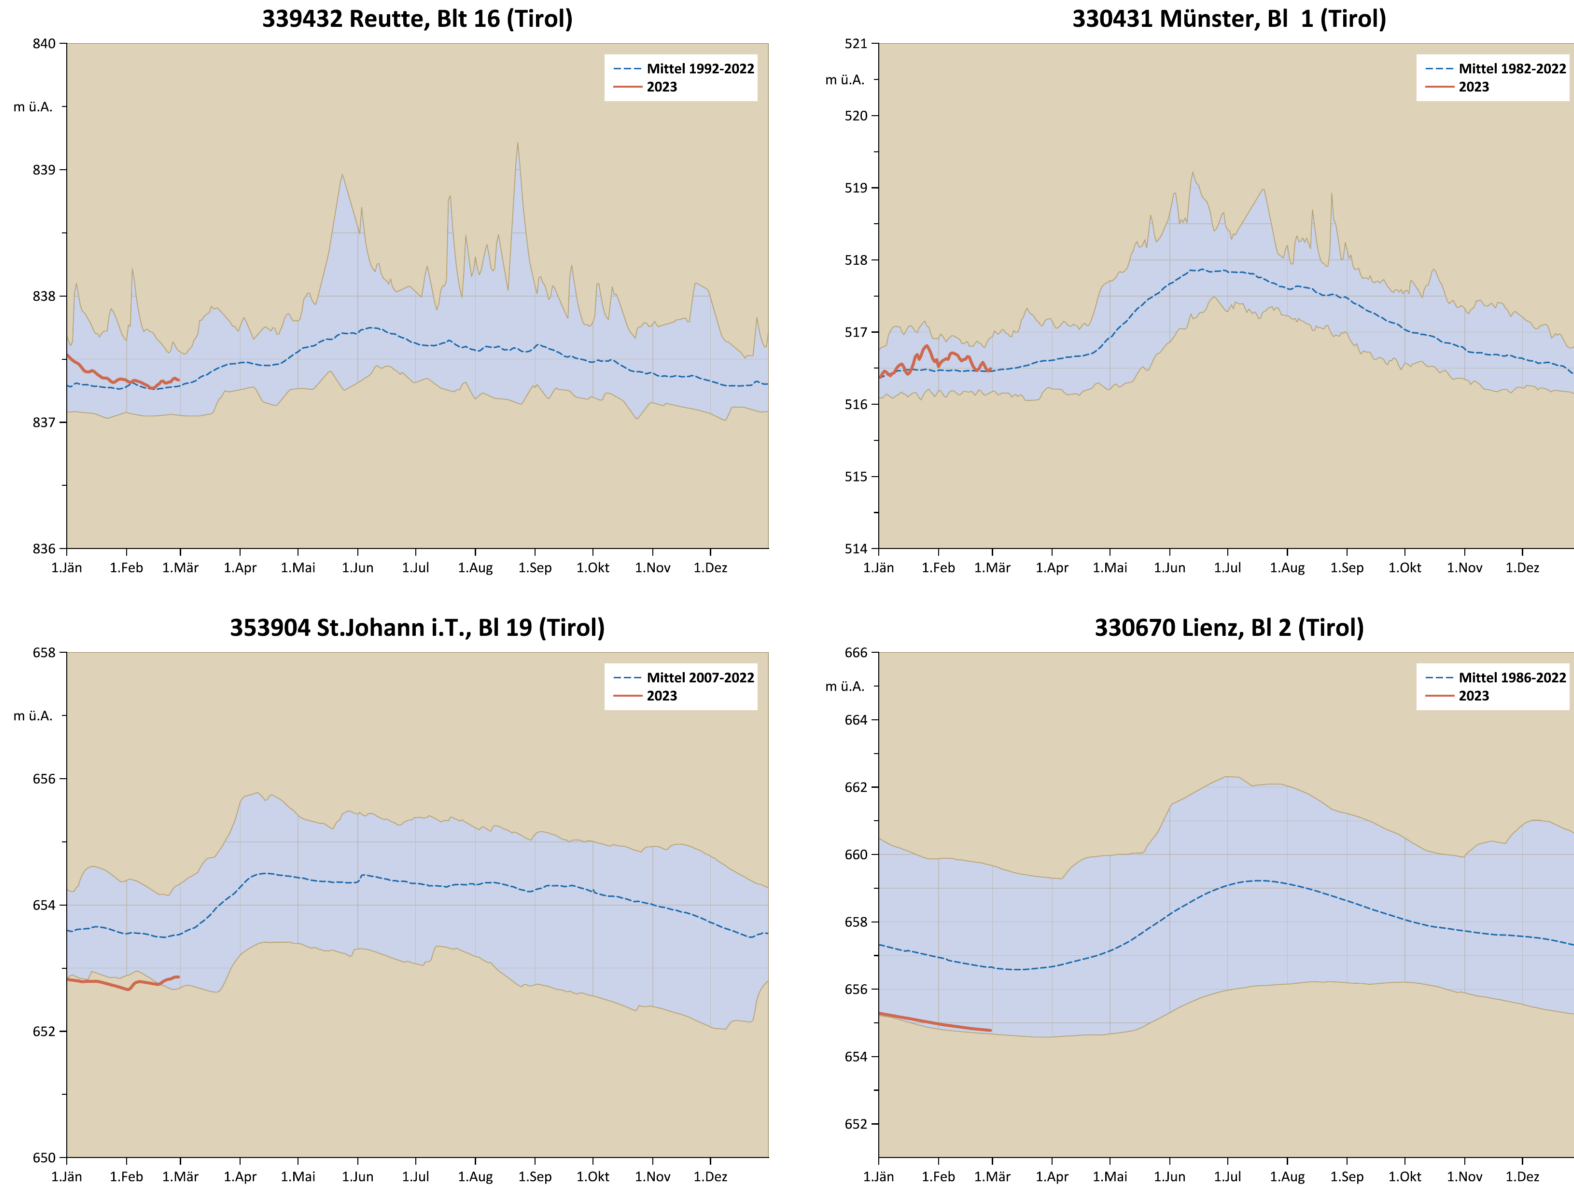 339432 Reutte, Blt 16 (Tirol)
840
m ü.A.
839
838
837
836
Mittel 1992-2022
2023
1.Jän 1.Feb 1.Mär 1.Apr 1.Mai 1.Jun 1.Jul 1.Aug 1.Sep 1.Okt 1.Nov 1.Dez
330431 Münster, Bl  1 (Tirol)
521
m ü.A.
520
519
518
517
516
515
514
Mittel 1982-2022
2023
1.Jän 1.Feb 1.Mär 1.Apr 1.Mai 1.Jun 1.Jul 1.Aug 1.Sep 1.Okt 1.Nov 1.Dez
353904 St.Johann i.T., Bl 19 (Tirol)
658
m ü.A.
656
654
652
650
Mittel 2007-2022
2023
1.Jän 1.Feb 1.Mär 1.Apr 1.Mai 1.Jun 1.Jul 1.Aug 1.Sep 1.Okt 1.Nov 1.Dez
330670 Lienz, Bl 2 (Tirol)
666
m ü.A.
664
662
660
658
656
654
652
Mittel 1986-2022
2023
1.Jän 1.Feb 1.Mär 1.Apr 1.Mai 1.Jun 1.Jul 1.Aug 1.Sep 1.Okt 1.Nov 1.Dez